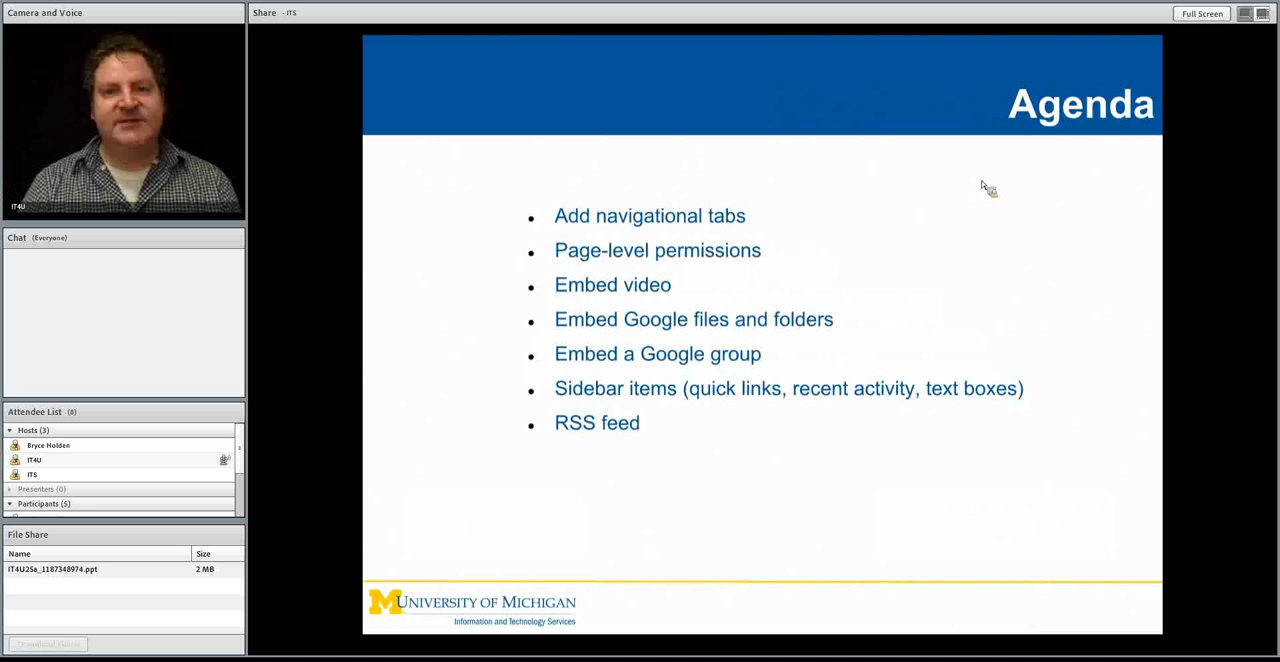 Camera and Voice
IT4U
Chat (Everyone)
Attendee List (8)
Hosts (3)
Bryce Holden
IT4U
ITS
Presenters (0)
Participants (5)
File Share
Name Size
IT4U25a_1187348974.ppt 2 MB
Share - ITS
Full Screen
Agenda
Add navigational tabs
Page-level permissions
Embed video
Embed Google files and folders
Embed a Google group
Sidebar items (quick links, recent activity, text boxes)
RSS feed
M UNIVERSITY OF MICHIGAN
Information and Technology Services